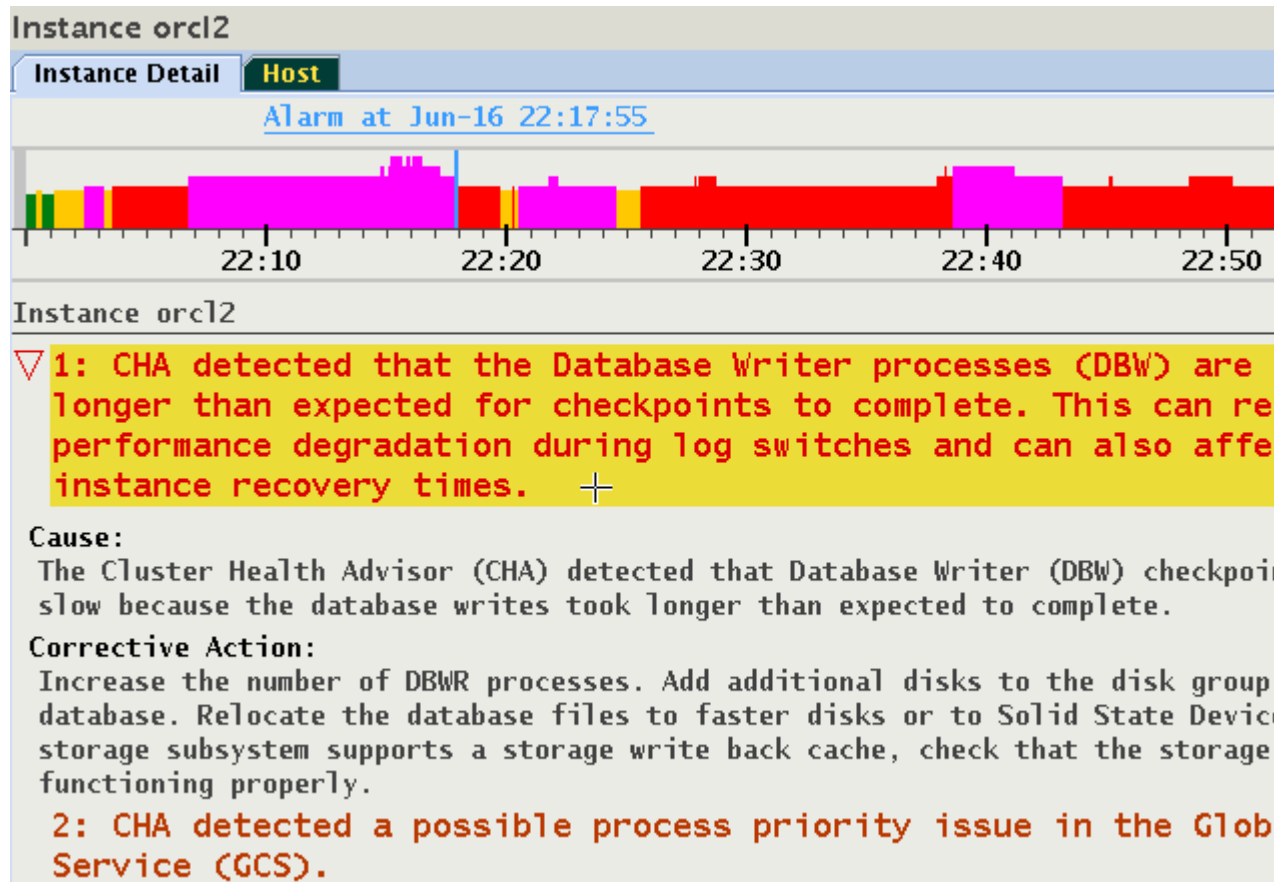 Instance orcl2
Instance Detail Host
Alarm at Jun-16 22:17:55
22:10 22:20 22:30 22:40 22:50
Instance orcl2
1: CHA detected that the Database Writer processes (DBW) are
longer than expected for checkpoints to complete. This can re
performance degradation during log switches and can also affe
instance recovery times.
Cause:
The Cluster Health Advisor (CHA) detected that Database Writer (DBW) checkpoi
slow because the database writes took longer than expected to complete.
Corrective Action:
Increase the number of DBWR processes. Add additional disks to the disk group
database. Relocate the database files to faster disks or to Solid State Devic
storage subsystem supports a storage write back cache, check that the storage
functioning properly.
2: CHA detected a possible process priority issue in the Glob
Service (GCS).